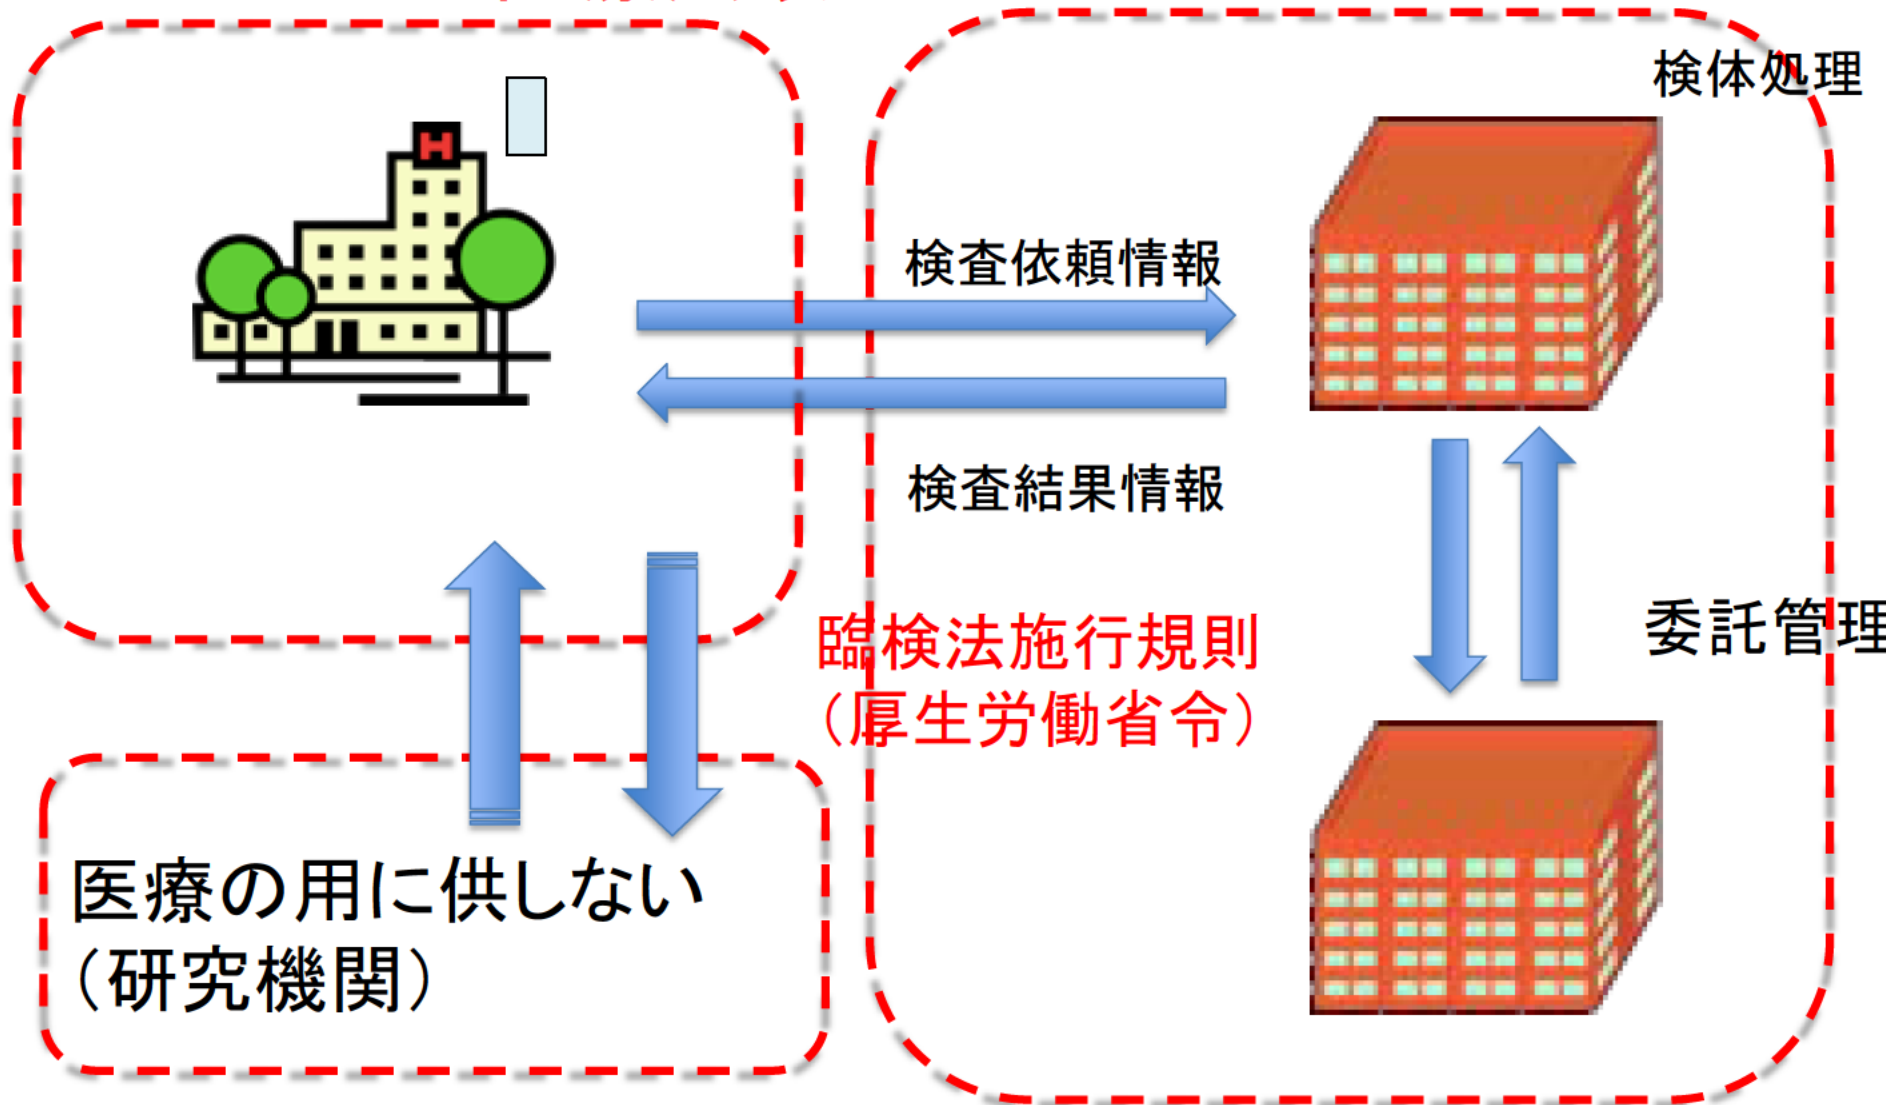 検体処理
H
検査依頼情報
検査結果情報
臨検法施行規則
（厚生労働省令）
委託管理
医療の用に供しない
（研究機関）